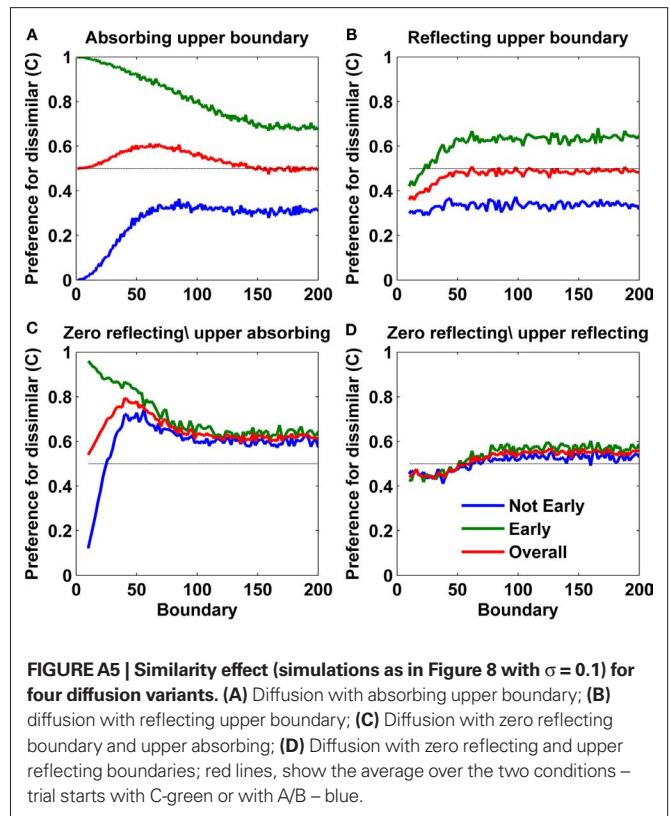 A Absorbing upper boundary
Preference for dissimilar (C)
1
0.8
0.6
0.4
0.2
0
0 50 100 150 200
B Reflecting upper boundary
Preference for dissimilar (C)
1
0.8
0.6
0.4
0.2
0
0 50 100 150 200
C Zero reflecting\ upper absorbing
Preference for dissimilar (C)
1
0.8
0.6
0.4
0.2
0
0 50 100 150 200
Boundary
D Zero reflecting\ upper reflecting
Preference for dissimilar (C)
1
0.8
0.6
0.4
0.2
0
Not Early
Early
Overall
0 50 100 150 200
Boundary
FIGURE A5 | Similarity effect (simulations as in Figure 8 with σ = 0.1) for
four diffusion variants. (A) Diffusion with absorbing upper boundary; (B)
diffusion with reflecting upper boundary; (C) Diffusion with zero reflecting
boundary and upper absorbing; (D) Diffusion with zero reflecting and upper
reflecting boundaries; red lines, show the average over the two conditions –
trial starts with C-green or with A/B – blue.